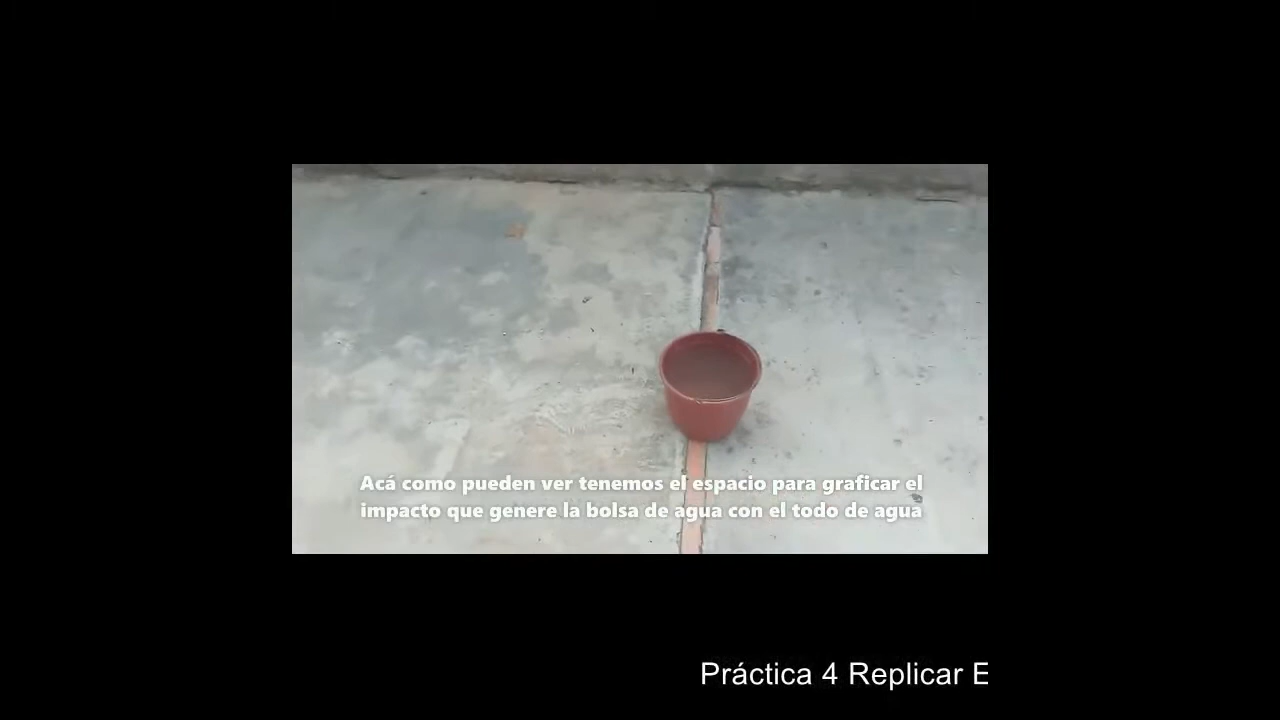 Acá como pueden ver tenemos el espacio para graficar el
impacto que genere la bolsa de agua con el todo de agua
Práctica 4 Replicar E